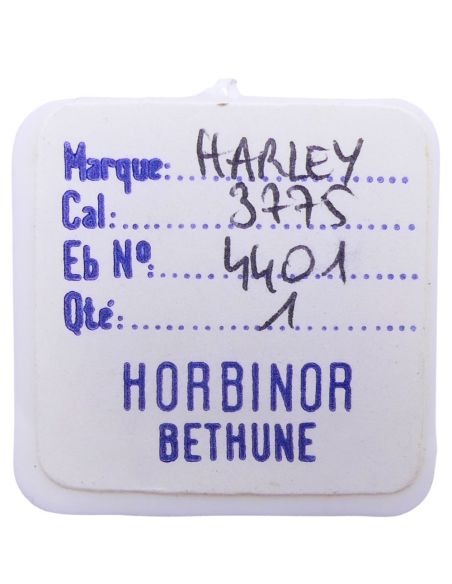 Marque: HARLEY
Cal: 3775
Eb Nº: 4401
Qté: 1
HORBINOR
BETHUNE